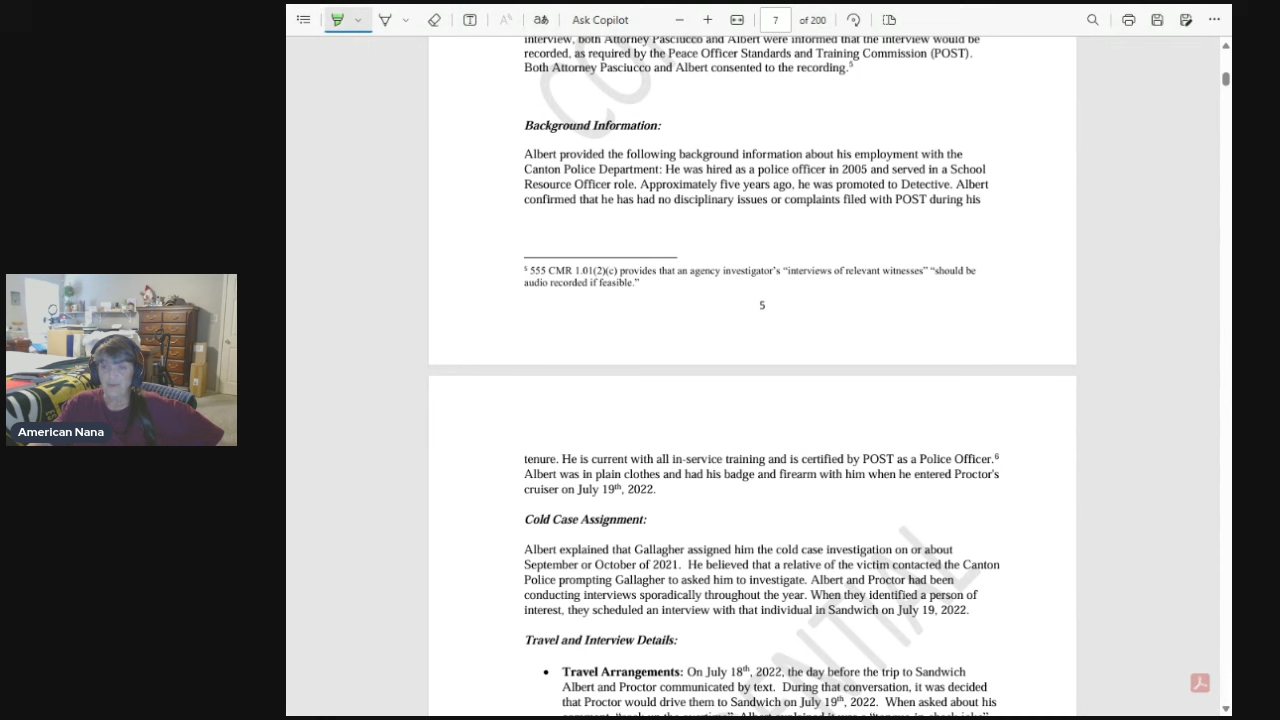 Ask Copilot
7 of 200
interview, both Attorney Pasciucco and Albert were informed that the interview would be
recorded, as required by the Peace Officer Standards and Training Commission (POST).
Both Attorney Pasciucco and Albert consented to the recording.5
Background Information:
Albert provided the following background information about his employment with the
Canton Police Department: He was hired as a police officer in 2005 and served in a School
Resource Officer role. Approximately five years ago, he was promoted to Detective. Albert
confirmed that he has had no disciplinary issues or complaints filed with POST during his
5 555 CMR 1.01(2)(c) provides that an agency investigator's “interviews of relevant witnesses” “should be
audio recorded if feasible.”
5
tenure. He is current with all in-service training and is certified by POST as a Police Officer.6
Albert was in plain clothes and had his badge and firearm with him when he entered Proctor's
cruiser on July 19th, 2022.
Cold Case Assignment:
Albert explained that Gallagher assigned him the cold case investigation on or about
September or October of 2021. He believed that a relative of the victim contacted the Canton
Police prompting Gallagher to asked him to investigate. Albert and Proctor had been
conducting interviews sporadically throughout the year. When they identified a person of
interest, they scheduled an interview with that individual in Sandwich on July 19, 2022.
Travel and Interview Details:
• Travel Arrangements: On July 18th, 2022, the day before the trip to Sandwich
Albert and Proctor communicated by text. During that conversation, it was decided
that Proctor would drive them to Sandwich on July 19th, 2022. When asked about his
American Nana